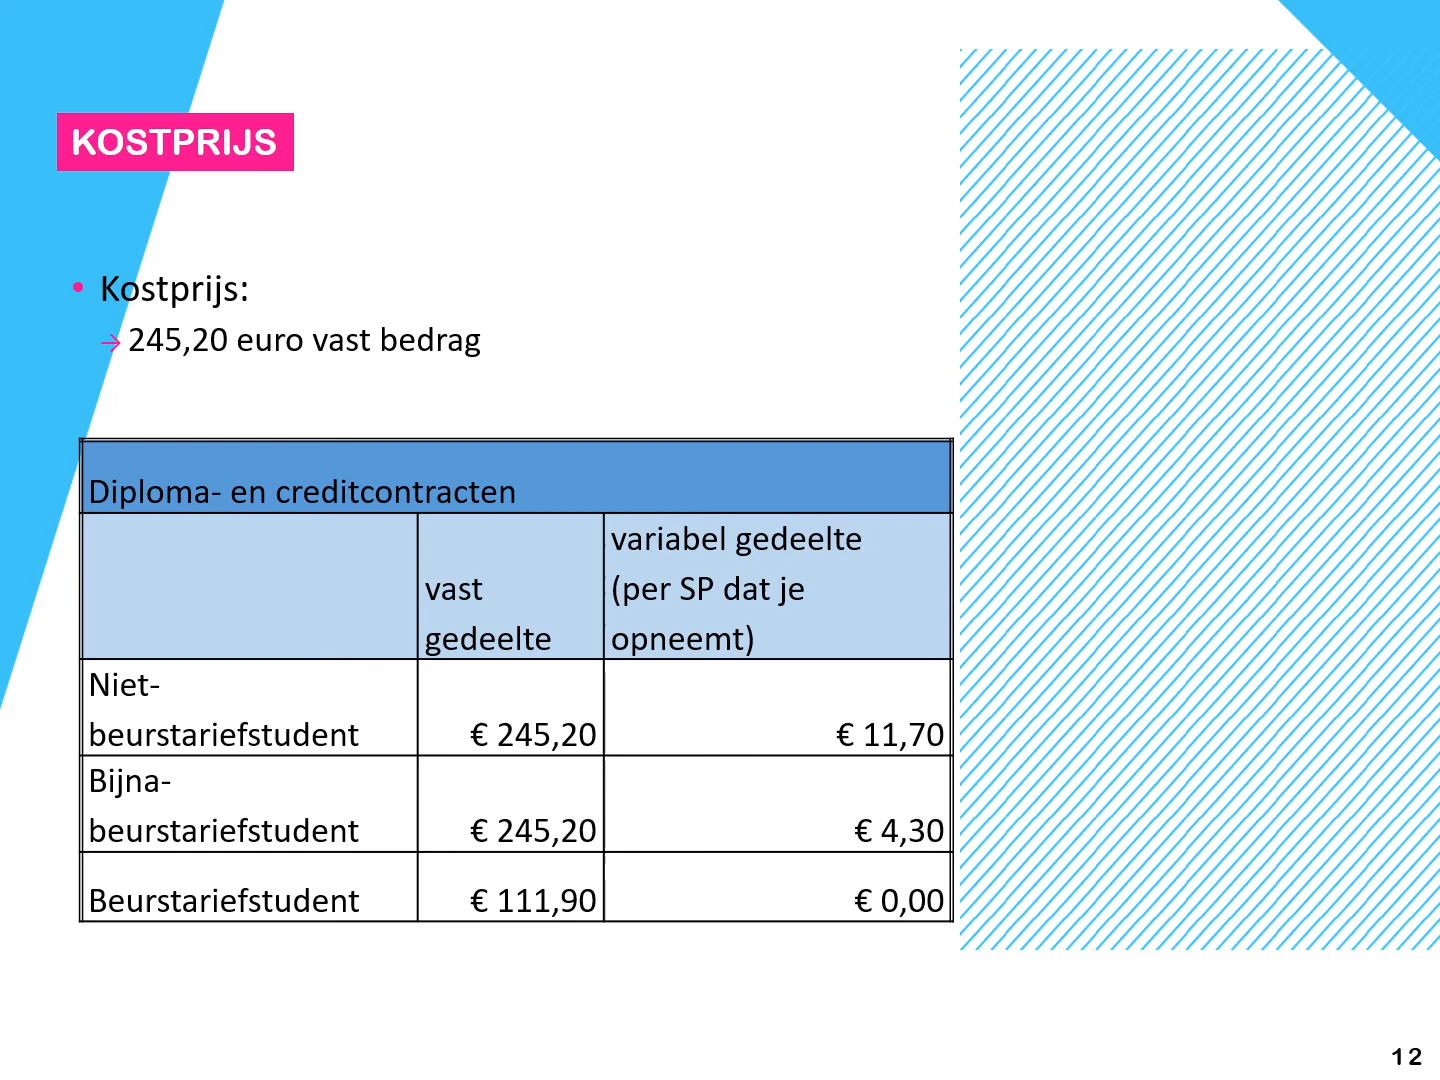 KOSTPRIJS
• Kostprijs:
→ 245,20 euro vast bedrag
Diploma- en creditcontracten
vast
gedeelte
variabel gedeelte
(per SP dat je
opneemt)
Niet-
beurstariefstudent € 245,20 € 11,70
Bijna-
beurstariefstudent € 245,20 € 4,30
Beurstariefstudent € 111,90 € 0,00
12